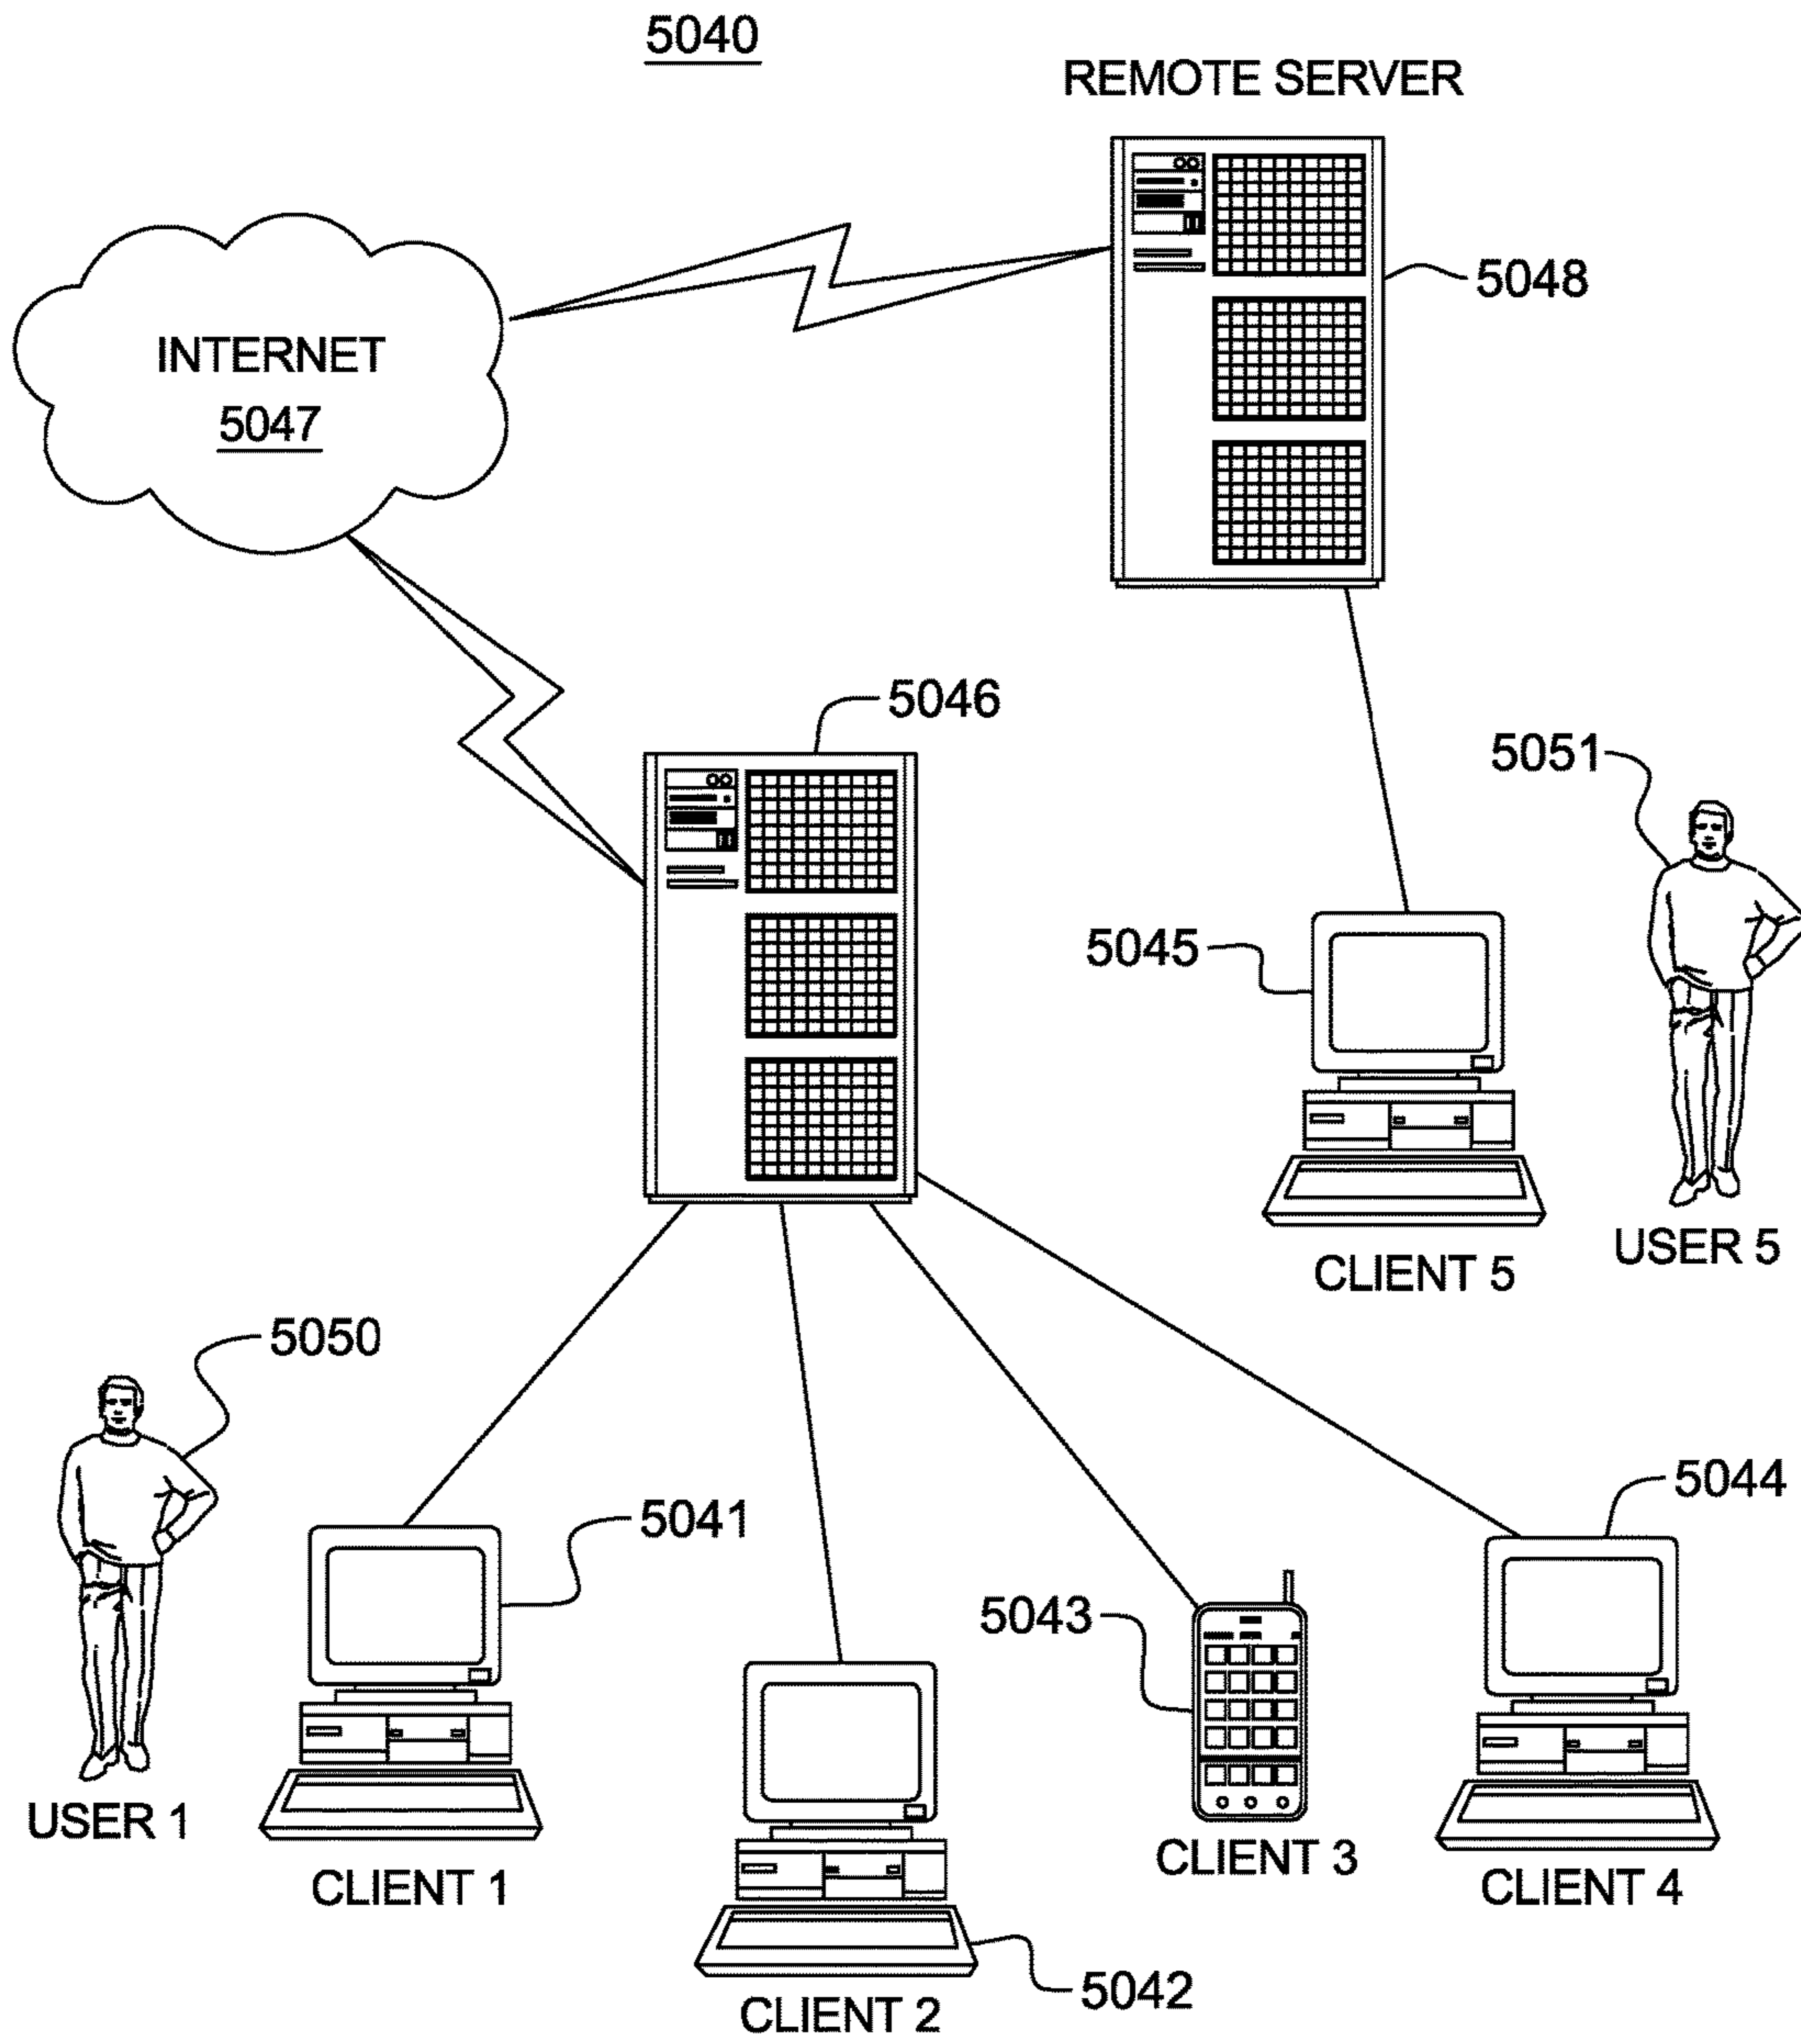 5040
REMOTE SERVER
5048
INTERNET
5047
5046
5051
5045
USER 5
CLIENT 5
5050
5044
5041
5043
USER 1
CLIENT 3
CLIENT 1
CLIENT 4
5042
CLIENT 2